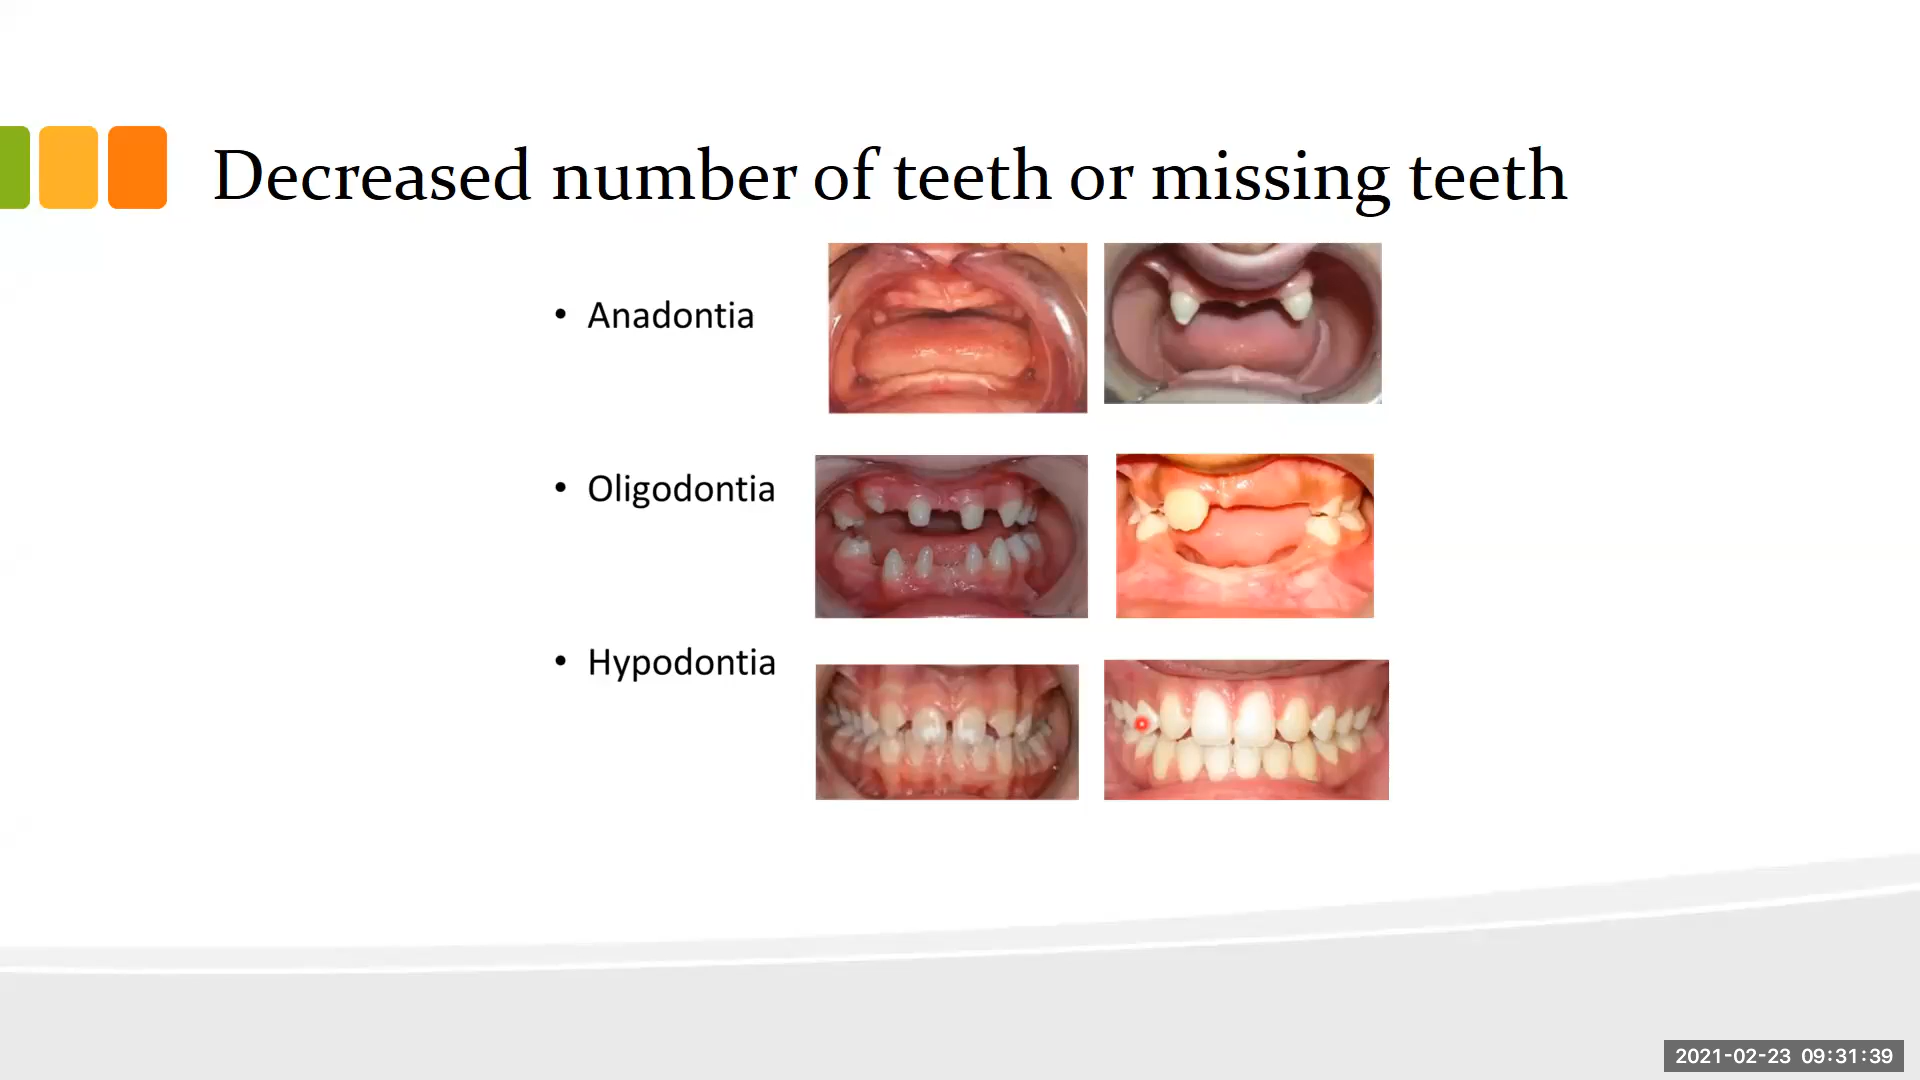 Decreased number of teeth or missing teeth
• Anadontia
• Oligodontia
• Hypodontia
2021-02-23 09:31:39